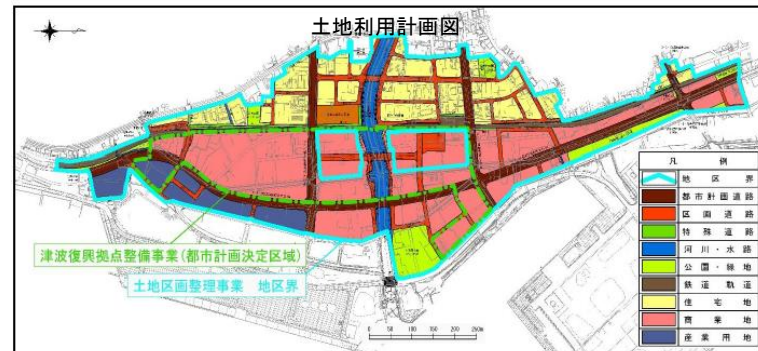 土地利用計画図
津波復興拠点整備事業(都市計画決定区域)
土地区画整理事業 地区界
0 50 100 150 200 250m
凡 例
地区界
都市計画道路
区画道路
特殊道路
河川・水路
公園・緑地
鉄道軌道
住宅地
商業地
産業用地